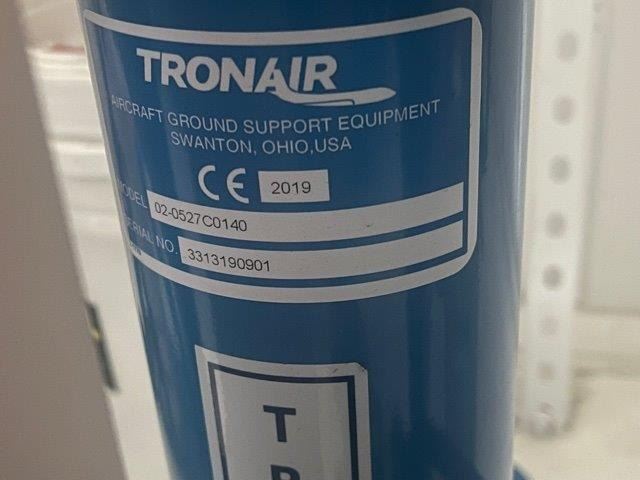 TRONAIR
AIRCRAFT GROUND SUPPORT EQUIPMENT
SWANTON, OHIO,USA
CE 2019
MODEL 02-0527C0140
SERIAL NO. 3313190901
T